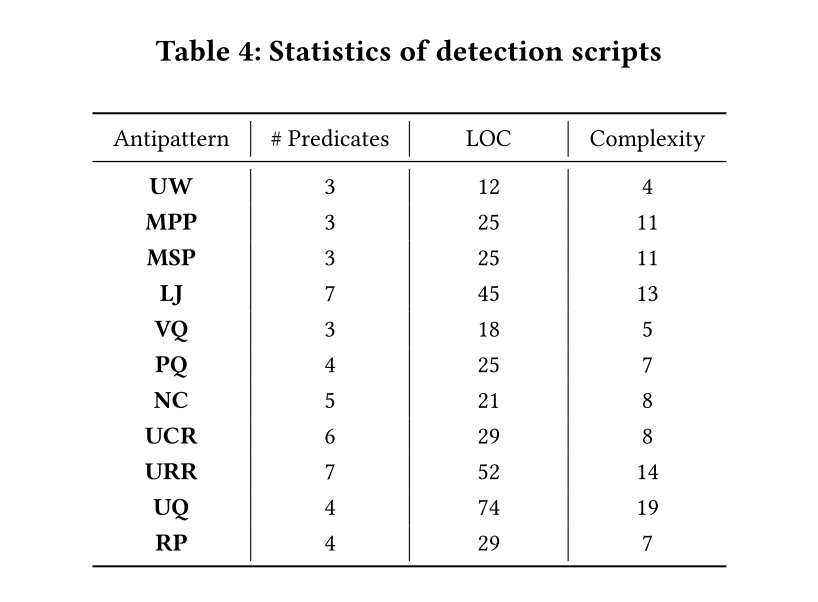 Table 4: Statistics of detection scripts
Antipattern # Predicates LOC Complexity
UW 3 12 4
MPP 3 25 11
MSP 3 25 11
LJ 7 45 13
VQ 3 18 5
PQ 4 25 7
NC 5 21 8
UCR 6 29 8
URR 7 52 14
UQ 4 74 19
RP 4 29 7